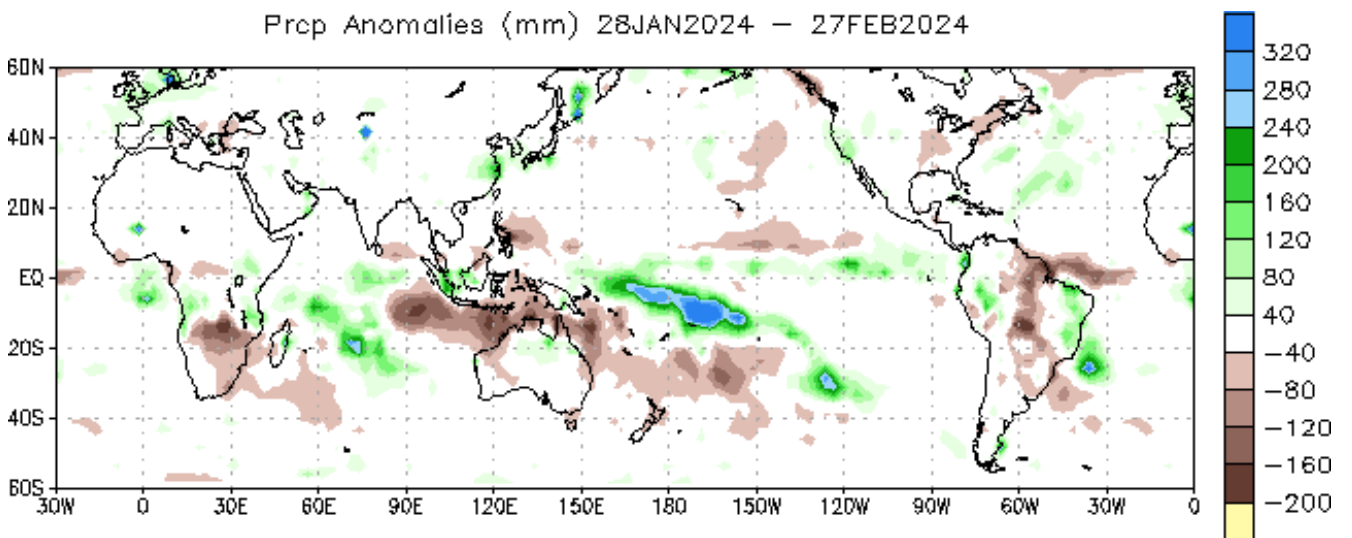 Prcp Anomalies (mm) 28JAN2024 – 27FEB2024
60N
40N
20N
EQ
20S
40S
60S
30W 0 30E 60E 90E 120E 150E 180 150W 120W 90W 60W 30W 0
320
280
240
200
160
120
80
40
−40
−80
−120
−160
−200